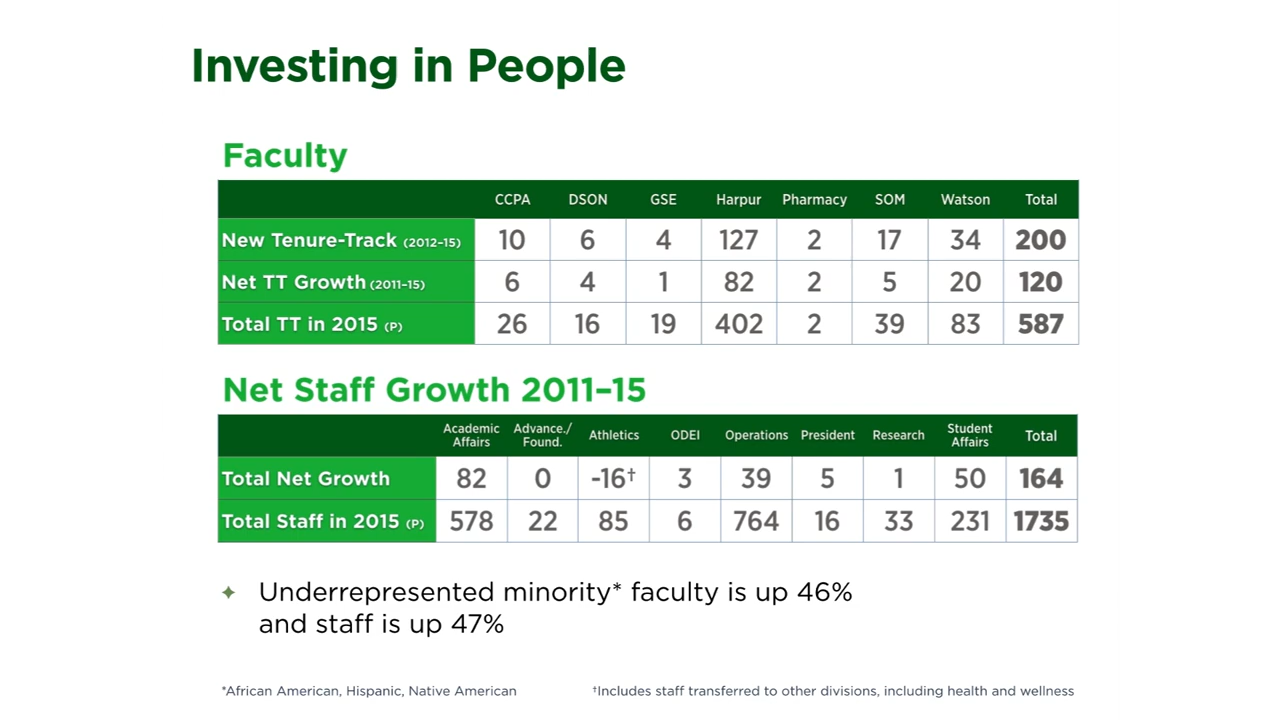 Investing in People
Faculty
CCPA DSON GSE Harpur Pharmacy SOM Watson Total
New Tenure-Track (2012–15) 10 6 4 127 2 17 34 200
Net TT Growth (2011–15) 6 4 1 82 2 5 20 120
Total TT in 2015 (P) 26 16 19 402 2 39 83 587
Net Staff Growth 2011–15
Academic Affairs Advance./ Found. Athletics ODEI Operations President Research Student Affairs Total
Total Net Growth 82 0 -16† 3 39 5 1 50 164
Total Staff in 2015 (P) 578 22 85 6 764 16 33 231 1735
✦ Underrepresented minority* faculty is up 46%
and staff is up 47%
*African American, Hispanic, Native American †Includes staff transferred to other divisions, including health and wellness